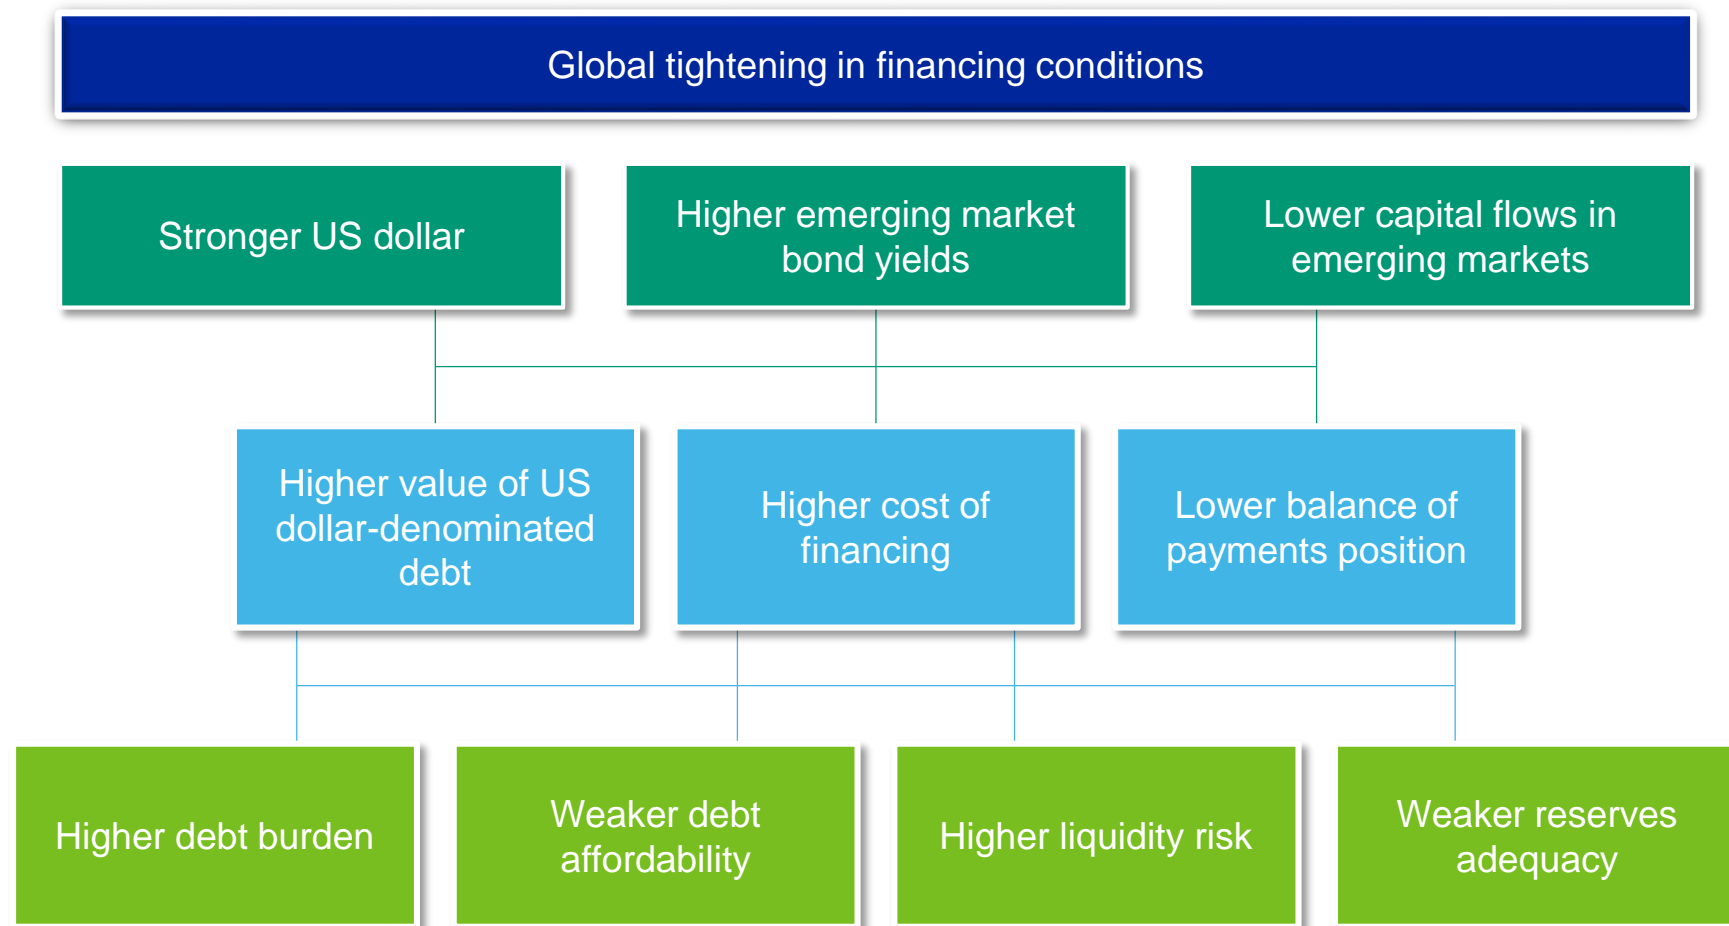 Global tightening in financing conditions
Stronger US dollar
Higher emerging market
bond yields
Lower capital flows in
emerging markets
Higher value of US
dollar-denominated
debt
Higher cost of
financing
Lower balance of
payments position
Higher debt burden
Weaker debt
affordability
Higher liquidity risk
Weaker reserves
adequacy